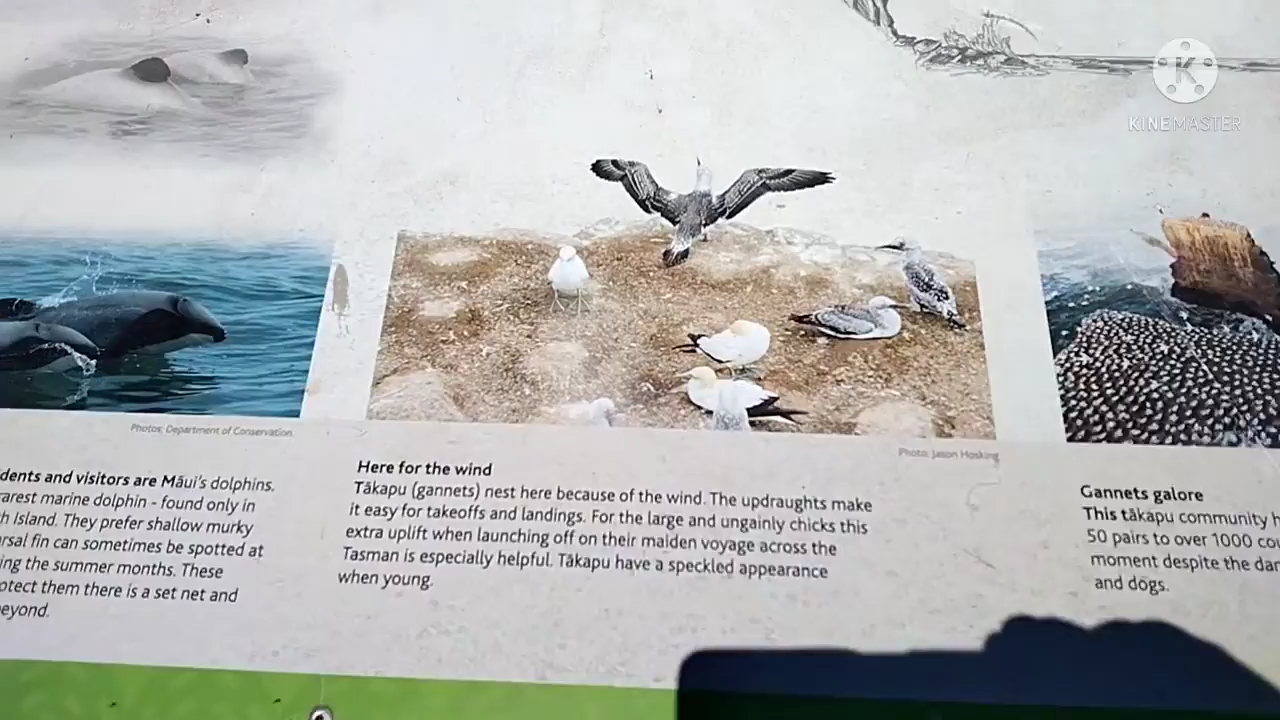 KINEMASTER
Photos: Department of Conservation
dents and visitors are Māui's dolphins.
arest marine dolphin - found only in
h Island. They prefer shallow murky
rsal fin can sometimes be spotted at
ing the summer months. These
otect them there is a set net and
eyond.
Photo: Jason Hosking
Here for the wind
Tākapu (gannets) nest here because of the wind. The updraughts make
it easy for takeoffs and landings. For the large and ungainly chicks this
extra uplift when launching off on their maiden voyage across the
Tasman is especially helpful. Tākapu have a speckled appearance
when young.
Gannets galore
This tākapu community h
50 pairs to over 1000 cou
moment despite the dan
and dogs.